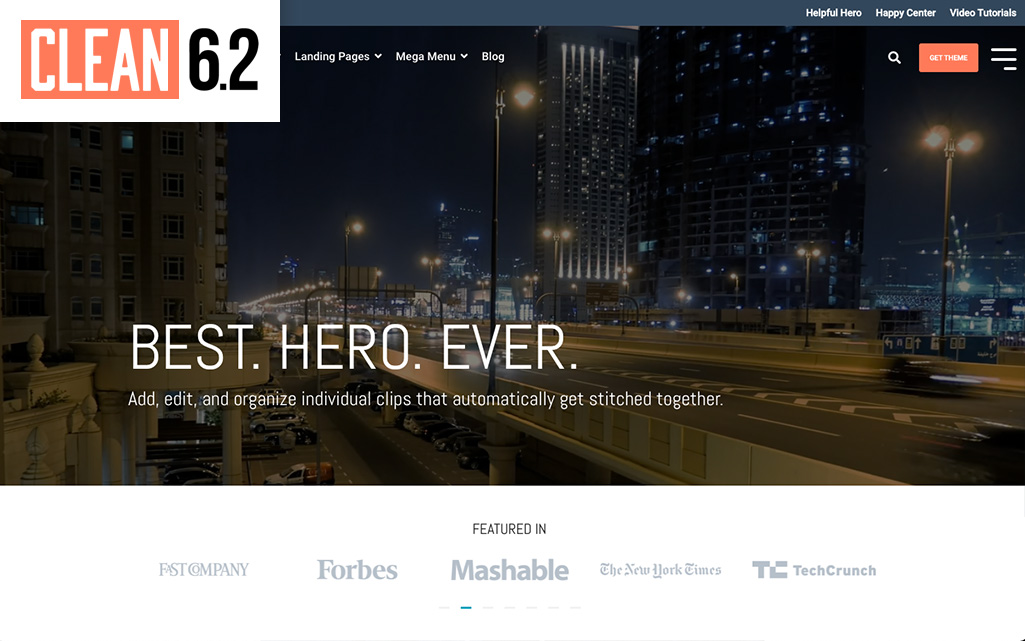 Helpful Hero Happy Center Video Tutorials
CLEAN 6.2
Landing Pages Mega Menu Blog
GET THEME
BEST. HERO. EVER.
Add, edit, and organize individual clips that automatically get stitched together.
FEATURED IN
FAST COMPANY Forbes Mashable The New York Times TechCrunch